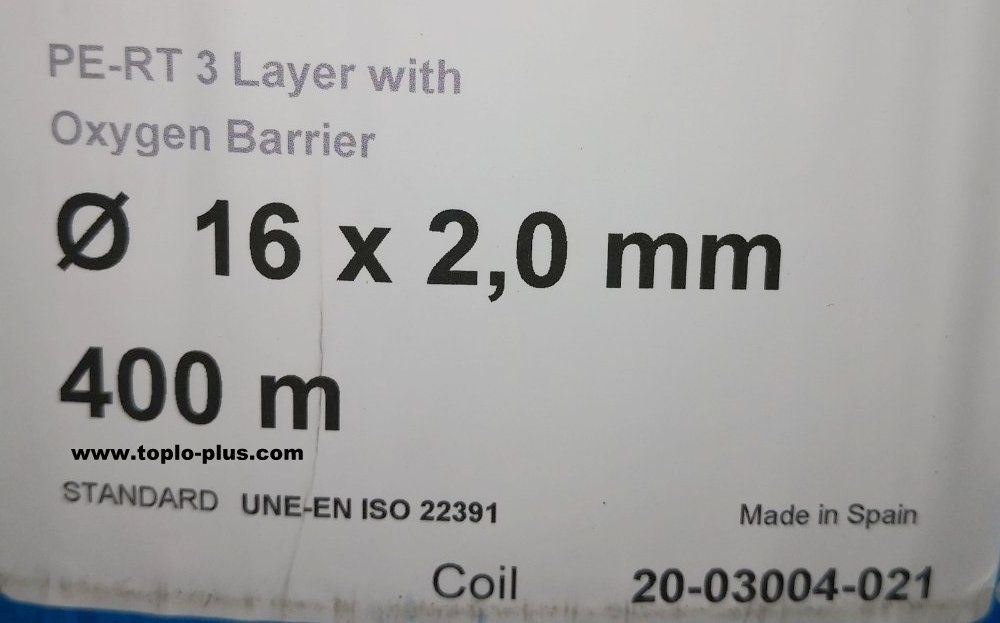 PE-RT 3 Layer with
Oxygen Barrier
Ø 16 x 2,0 mm
400 m
www.toplo-plus.com
STANDARD UNE-EN ISO 22391
Made in Spain
Coil 20-03004-021